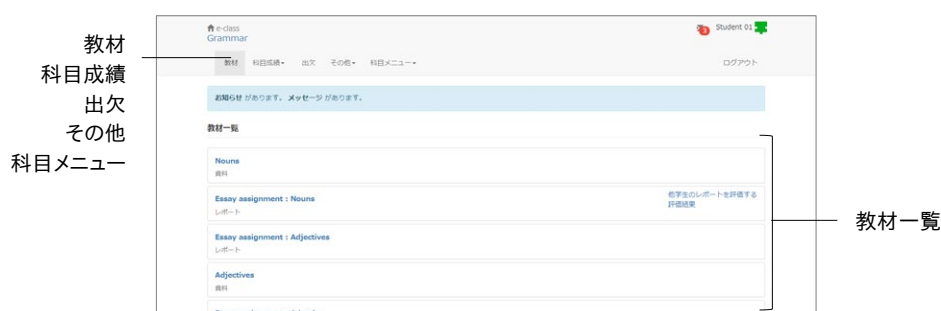 教材
科目成績
出欠
その他
科目メニュー
e-class
Grammar
3
Student 01
教材 科目成績 出欠 その他 科目メニュー
ログアウト
お知らせ があります。 メッセージ があります。
教材一覧
Nouns
資料
Essay assignment : Nouns
レポート
他学生のレポートを評価する
評価結果
Essay assignment : Adjectives
レポート
Adjectives
資料
教材一覧